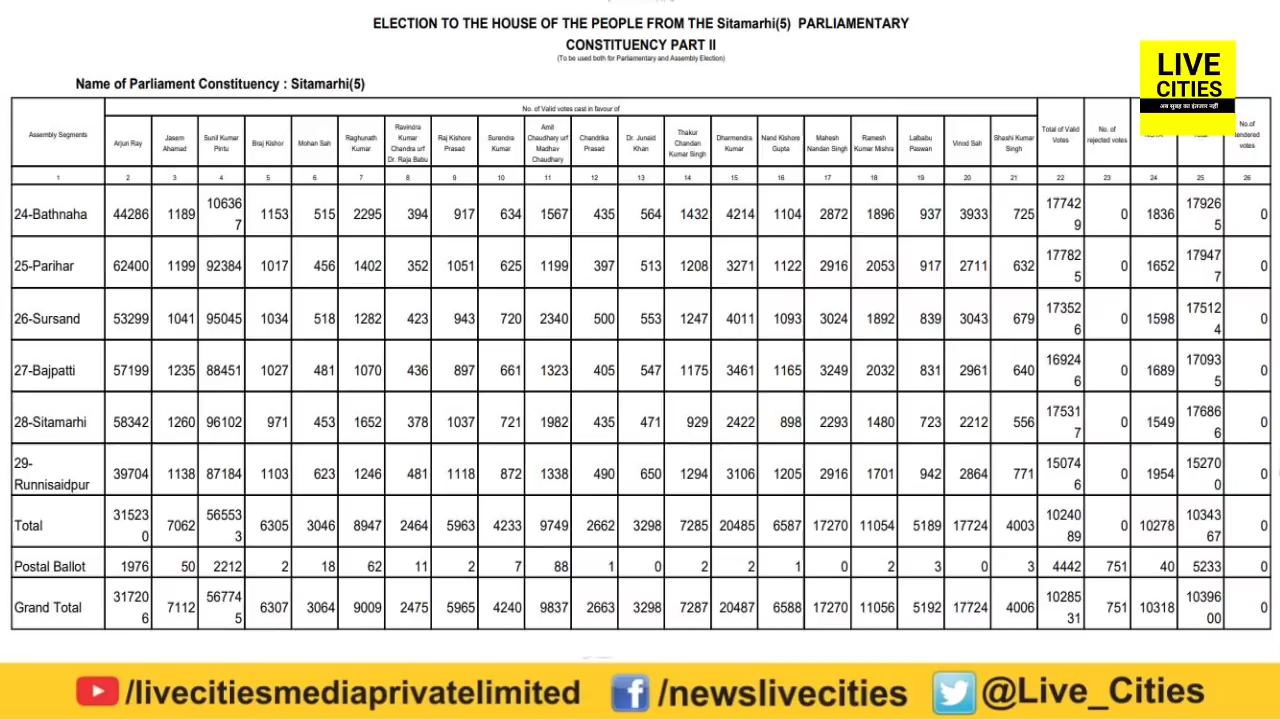 ELECTION TO THE HOUSE OF THE PEOPLE FROM THE Sitamarhi(5) PARLIAMENTARY
CONSTITUENCY PART II
(To be used both for Parliamentary and Assembly Election)
LIVE
CITIES
अब सुबह का इंतजार नहीं
Name of Parliament Constituency : Sitamarhi(5)
No. of Valid votes cast in favour of
Assembly Segments Arjun Ray Jasem Ahamad Sunil Kumar Pintu Braj Kishor Mohan Sah Raghunath Kumar Ravindra Kumar Chandra urf Dr. Raja Babu Raj Kishore Prasad Surendra Kumar Amit Chaudhary urf Madhav Chaudhary Chandrika Prasad Dr. Junaid Khan Thakur Chandan Kumar Singh Dharmendra Kumar Nand Kishore Gupta Mahesh Nandan Singh Ramesh Kumar Mishra Lalbabu Paswan Vinod Sah Shashi Kumar Singh Total of Valid Votes No. of rejected votes No.of tendered votes
1 2 3 4 5 6 7 8 9 10 11 12 13 14 15 16 17 18 19 20 21 22 23 24 25 26
24-Bathnaha 44286 1189 106367 1153 515 2295 394 917 634 1567 435 564 1432 4214 1104 2872 1896 937 3933 725 177429 0 1836 179265 0
25-Parihar 62400 1199 92384 1017 456 1402 352 1051 625 1199 397 513 1208 3271 1122 2916 2053 917 2711 632 177825 0 1652 179477 0
26-Sursand 53299 1041 95045 1034 518 1282 423 943 720 2340 500 553 1247 4011 1093 3024 1892 839 3043 679 173526 0 1598 175124 0
27-Bajpatti 57199 1235 88451 1027 481 1070 436 897 661 1323 405 547 1175 3461 1165 3249 2032 831 2961 640 169246 0 1689 170935 0
28-Sitamarhi 58342 1260 96102 971 453 1652 378 1037 721 1982 435 471 929 2422 898 2293 1480 723 2212 556 175317 0 1549 176866 0
29-Runnisaidpur 39704 1138 87184 1103 623 1246 481 1118 872 1338 490 650 1294 3106 1205 2916 1701 942 2864 771 150746 0 1954 152700 0
Total 315230 7062 565533 6305 3046 8947 2464 5963 4233 9749 2662 3298 7285 20485 6587 17270 11054 5189 17724 4003 1024089 0 10278 1034367 0
Postal Ballot 1976 50 2212 2 18 62 11 2 7 88 1 0 2 2 1 0 2 3 0 3 4442 751 40 5233 0
Grand Total 317206 7112 567745 6307 3064 9009 2475 5965 4240 9837 2663 3298 7287 20487 6588 17270 11056 5192 17724 4006 1028531 751 10318 1039600 0
/livecitiesmediaprivatelimited /newslivecities @Live_Cities